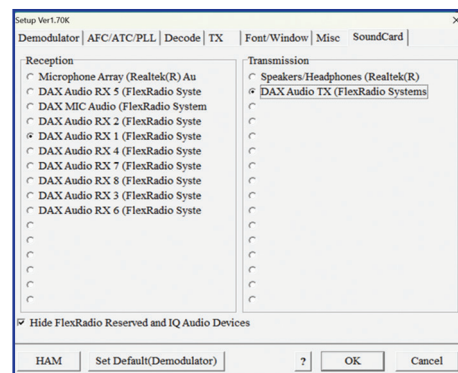 Setup Ver1.70K
Demodulator AFC/ATC/PLL Decode TX Font/Window Misc SoundCard
Reception
Microphone Array (Realtek(R) Au
DAX Audio RX 5 (FlexRadio Syste
DAX MIC Audio (FlexRadio System
DAX Audio RX 2 (FlexRadio Syste
DAX Audio RX 1 (FlexRadio Syste
DAX Audio RX 4 (FlexRadio Syste
DAX Audio RX 7 (FlexRadio Syste
DAX Audio RX 8 (FlexRadio Syste
DAX Audio RX 3 (FlexRadio Syste
DAX Audio RX 6 (FlexRadio Syste
Transmission
Speakers/Headphones (Realtek(R)
DAX Audio TX (FlexRadio Systems
Hide FlexRadio Reserved and IQ Audio Devices
HAM Set Default(Demodulator) ? OK Cancel